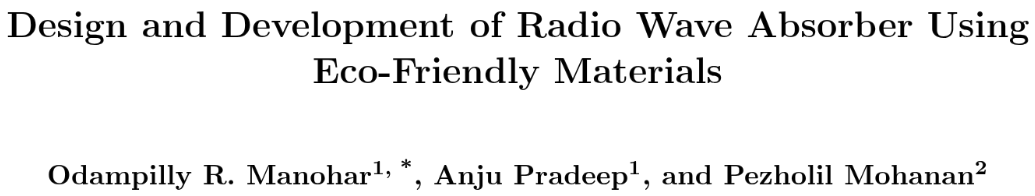 Design and Development of Radio Wave Absorber Using
Eco-Friendly Materials
Odampilly R. Manohar1, *, Anju Pradeep1, and Pezholil Mohanan2